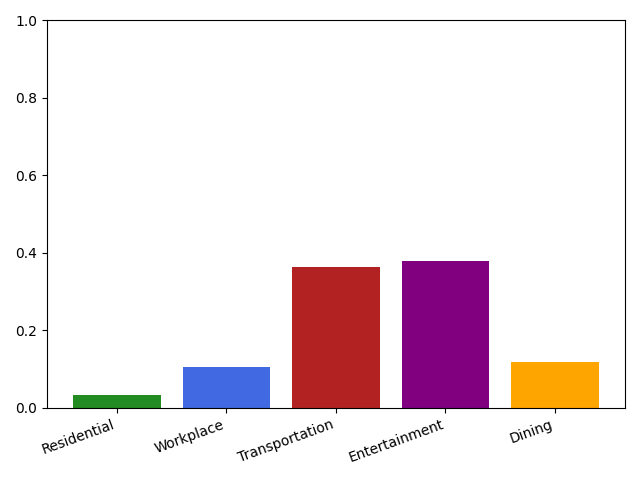 1.0
0.8
0.6
0.4
0.2
0.0
Residential
Workplace
Transportation
Entertainment
Dining